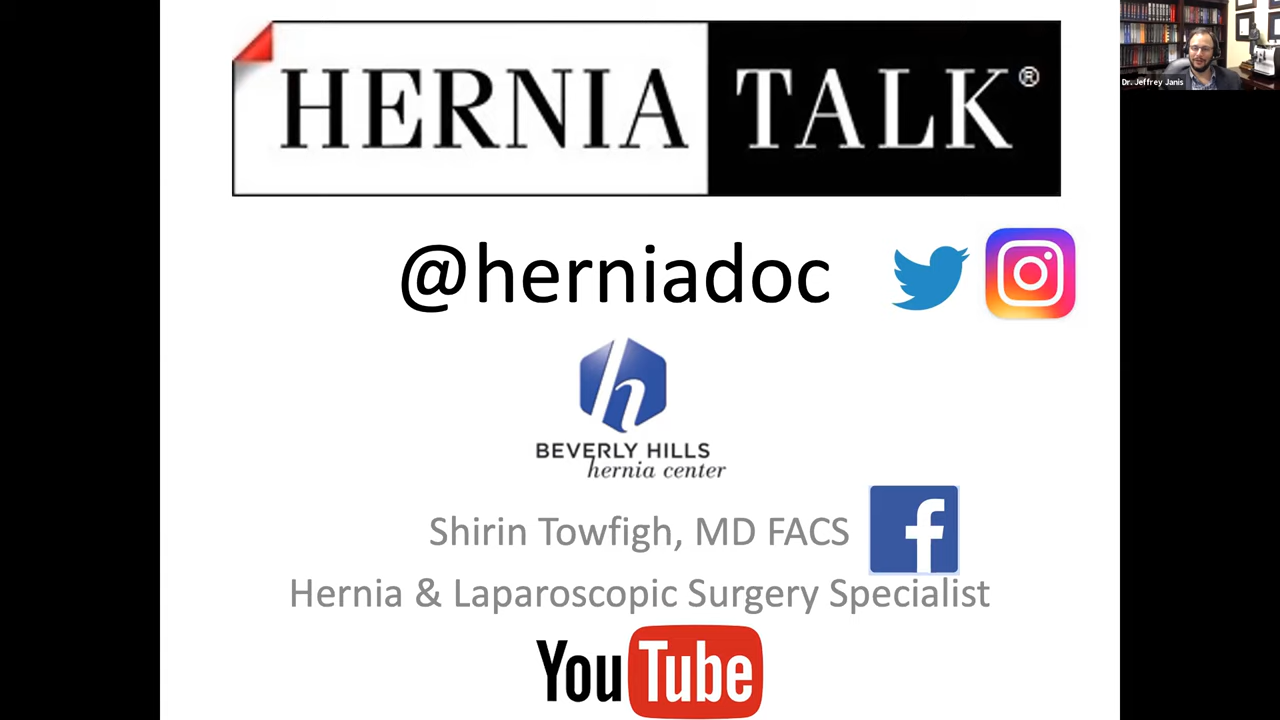 HERNIA TALK®
Dr. Jeffrey Janis
@herniadoc
h
BEVERLY HILLS
hernia center
Shirin Towfigh, MD FACS
f
Hernia & Laparoscopic Surgery Specialist
YouTube